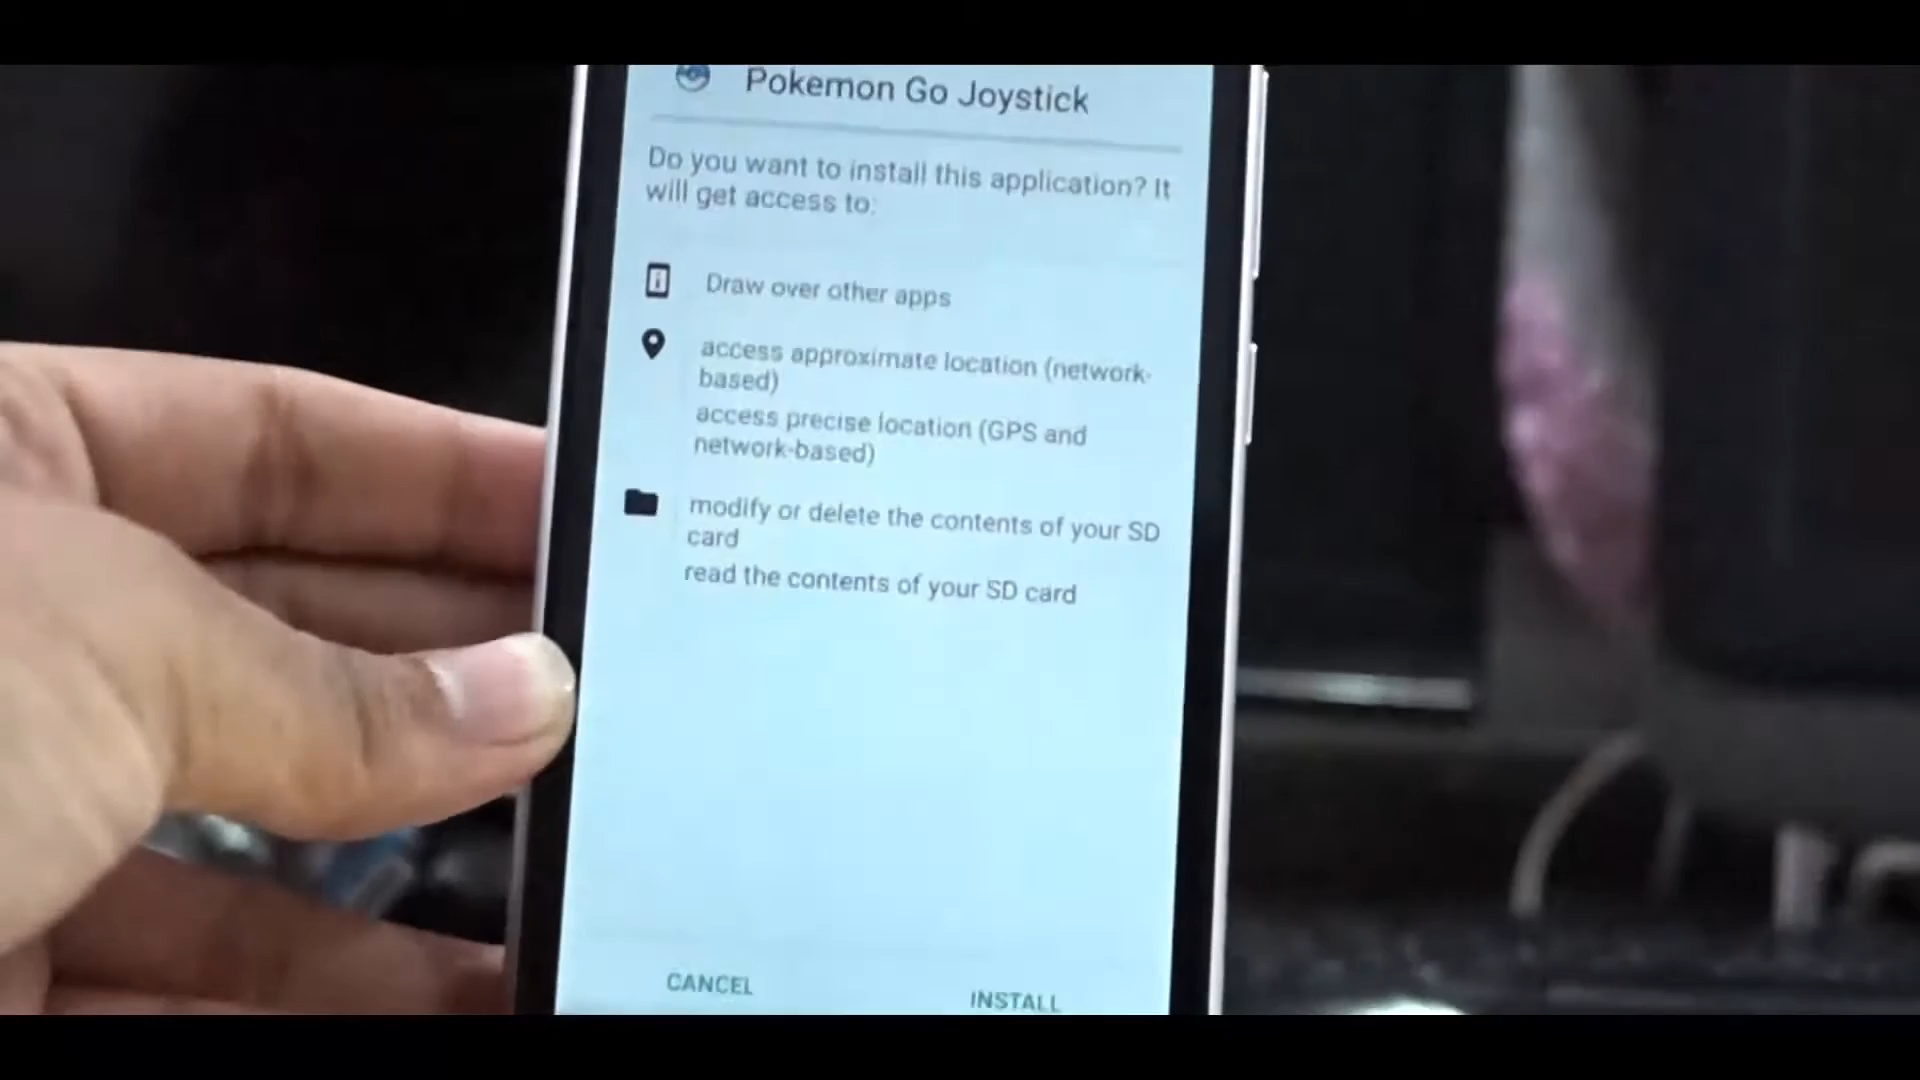 Pokemon Go Joystick
Do you want to install this application? It
will get access to:
Draw over other apps
access approximate location (network-
based)
access precise location (GPS and
network-based)
modify or delete the contents of your SD
card
read the contents of your SD card
CANCEL
INSTALL